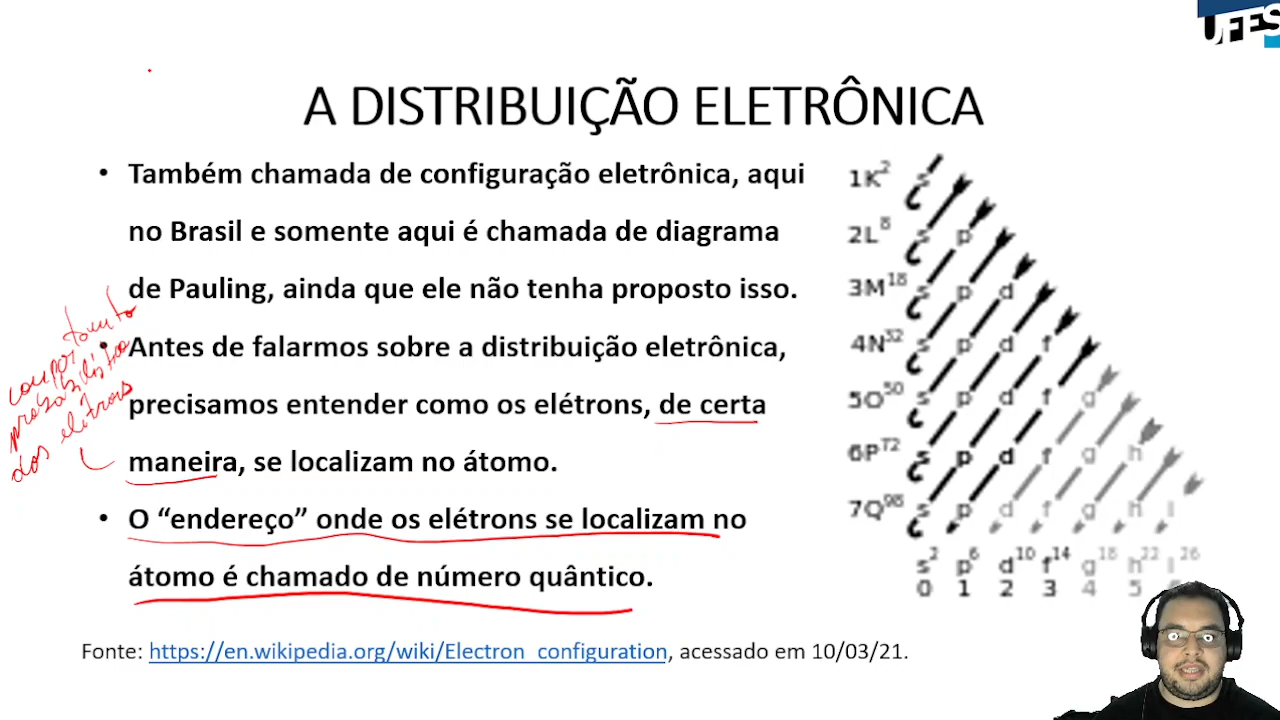 UFES
A DISTRIBUIÇÃO ELETRÔNICA
• Também chamada de configuração eletrônica, aqui
no Brasil e somente aqui é chamada de diagrama
de Pauling, ainda que ele não tenha proposto isso.
• Antes de falarmos sobre a distribuição eletrônica,
precisamos entender como os elétrons, de certa
maneira, se localizam no átomo.
• O “endereço” onde os elétrons se localizam no
átomo é chamado de número quântico.
comportamento
probabilístico
dos elétrons
1K² s
2L⁸ s p
3M¹⁸ s p d
4N³² s p d f
5O⁵⁰ s p d f g
6P⁷² s p d f g h
7Q⁹⁸ s p d f g h i
s² p⁶ d¹⁰ f¹⁴ g¹⁸ h²² i²⁶
0 1 2 3 4 5
Fonte: https://en.wikipedia.org/wiki/Electron_configuration, acessado em 10/03/21.